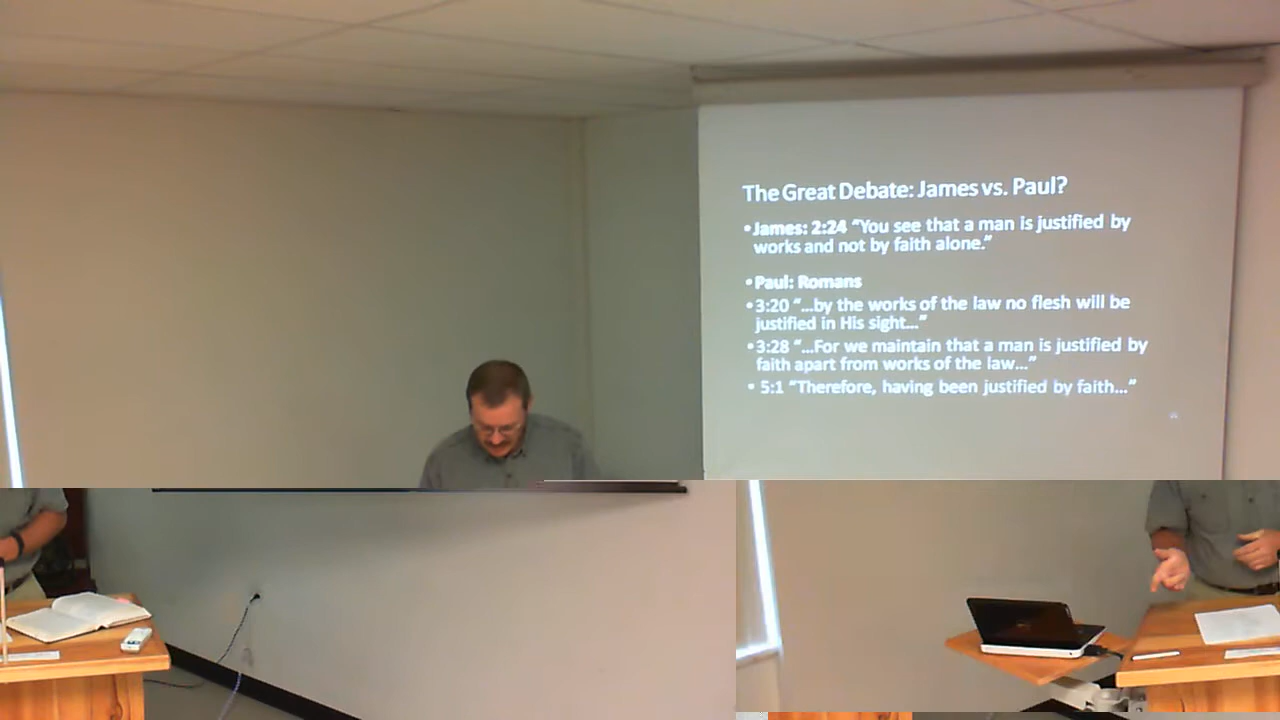 The Great Debate: James vs. Paul?
• James: 2:24 “You see that a man is justified by
works and not by faith alone.”
• Paul: Romans
• 3:20 “...by the works of the law no flesh will be
justified in His sight...”
• 3:28 “...For we maintain that a man is justified by
faith apart from works of the law...”
• 5:1 “Therefore, having been justified by faith...”